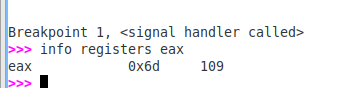 Breakpoint 1, <signal handler called>
>>> info registers eax
eax            0x6d     109
>>>